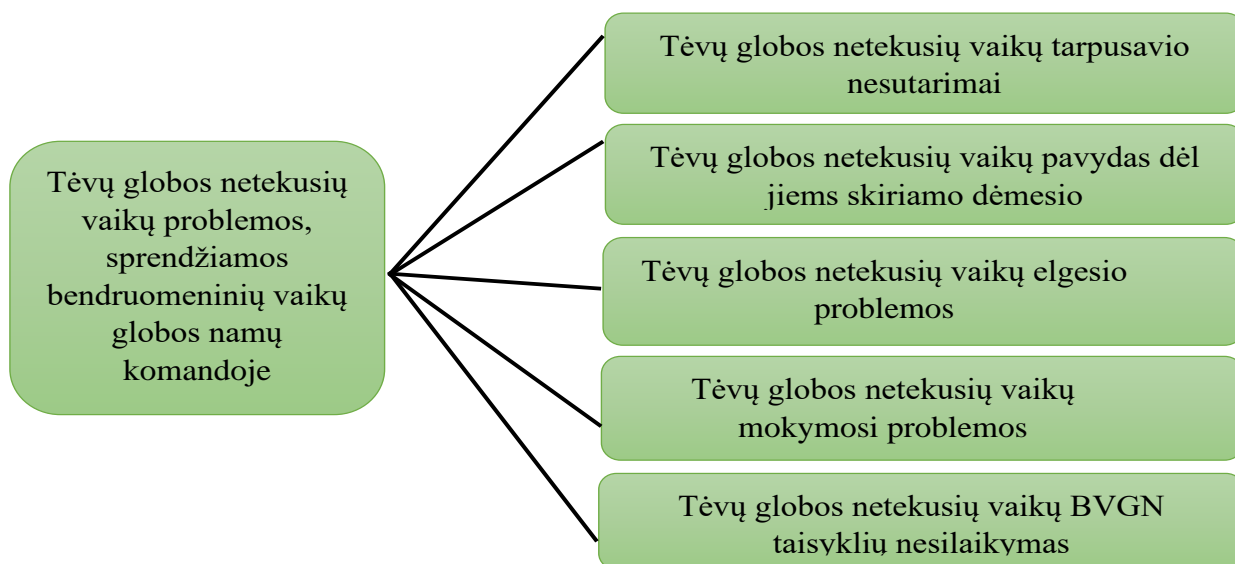 Tėvų globos netekusių
vaikų problemos,
sprendžiamos
bendruomeninių vaikų
globos namų
komandoje
Tėvų globos netekusių vaikų tarpusavio
nesutarimai
Tėvų globos netekusių vaikų pavydas dėl
jiems skiriamo dėmesio
Tėvų globos netekusių vaikų elgesio
problemos
Tėvų globos netekusių vaikų
mokymosi problemos
Tėvų globos netekusių vaikų BVGN
taisyklių nesilaikymas